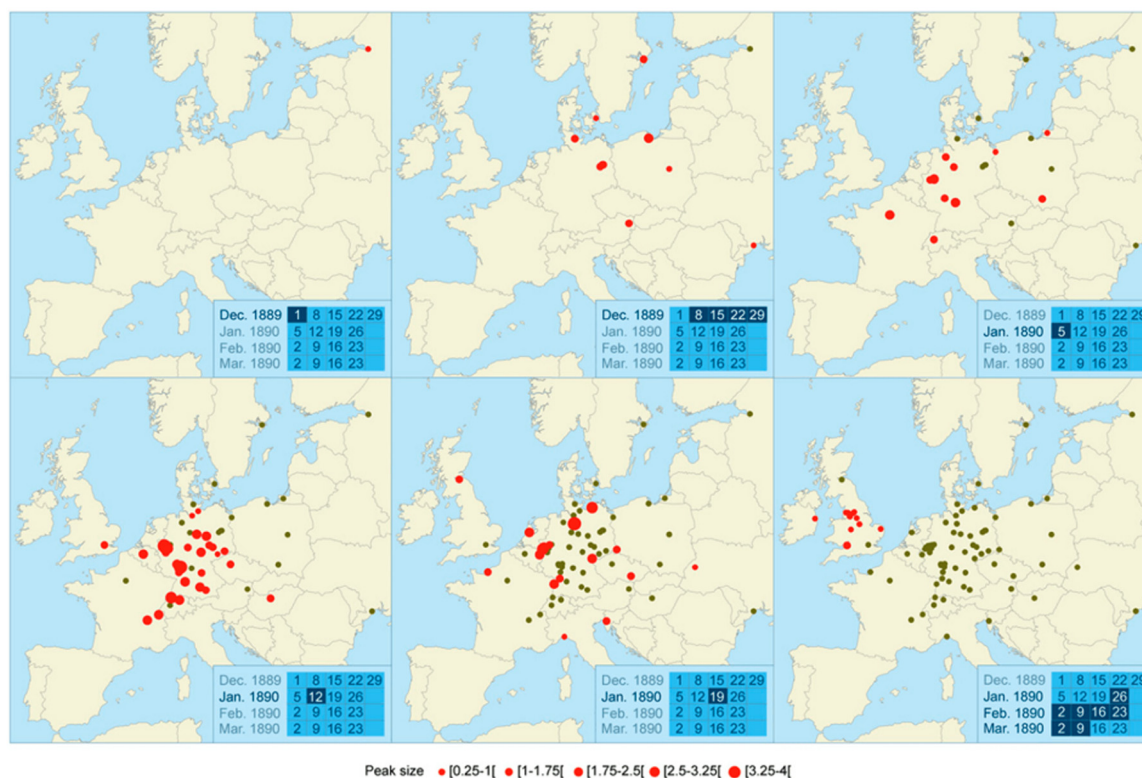 Dec. 1889 1 8 15 22 29
Jan. 1890 5 12 19 26
Feb. 1890 2 9 16 23
Mar. 1890 2 9 16 23
Dec. 1889 1 8 15 22 29
Jan. 1890 5 12 19 26
Feb. 1890 2 9 16 23
Mar. 1890 2 9 16 23
Dec. 1889 1 8 15 22 29
Jan. 1890 5 12 19 26
Feb. 1890 2 9 16 23
Mar. 1890 2 9 16 23
Dec. 1889 1 8 15 22 29
Jan. 1890 5 12 19 26
Feb. 1890 2 9 16 23
Mar. 1890 2 9 16 23
Dec. 1889 1 8 15 22 29
Jan. 1890 5 12 19 26
Feb. 1890 2 9 16 23
Mar. 1890 2 9 16 23
Dec. 1889 1 8 15 22 29
Jan. 1890 5 12 19 26
Feb. 1890 2 9 16 23
Mar. 1890 2 9 16 23
Peak size [0.25-1[ [1-1.75[ [1.75-2.5[ [2.5-3.25[ [3.25-4[